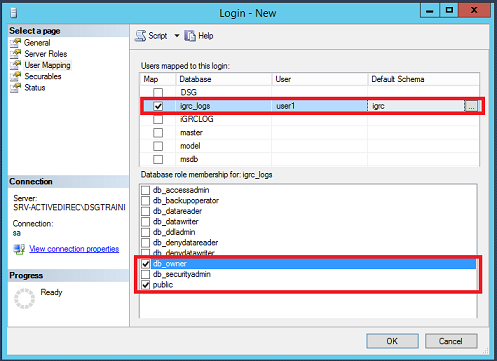 Login - New
Select a page
General
Server Roles
User Mapping
Securables
Status
Script
Help
Users mapped to this login:
Map Database User Default Schema
DSG
igrc_logs user1 igrc ...
iGRCLOG
master
model
msdb
Database role membership for: igrc_logs
db_accessadmin
db_backupoperator
db_datareader
db_datawriter
db_ddladmin
db_denydatareader
db_denydatawriter
db_owner
db_securityadmin
public
Connection
Server:
SRV-ACTIVEDIREC\DSGTRAINI
Connection:
sa
View connection properties
Progress
Ready
OK Cancel